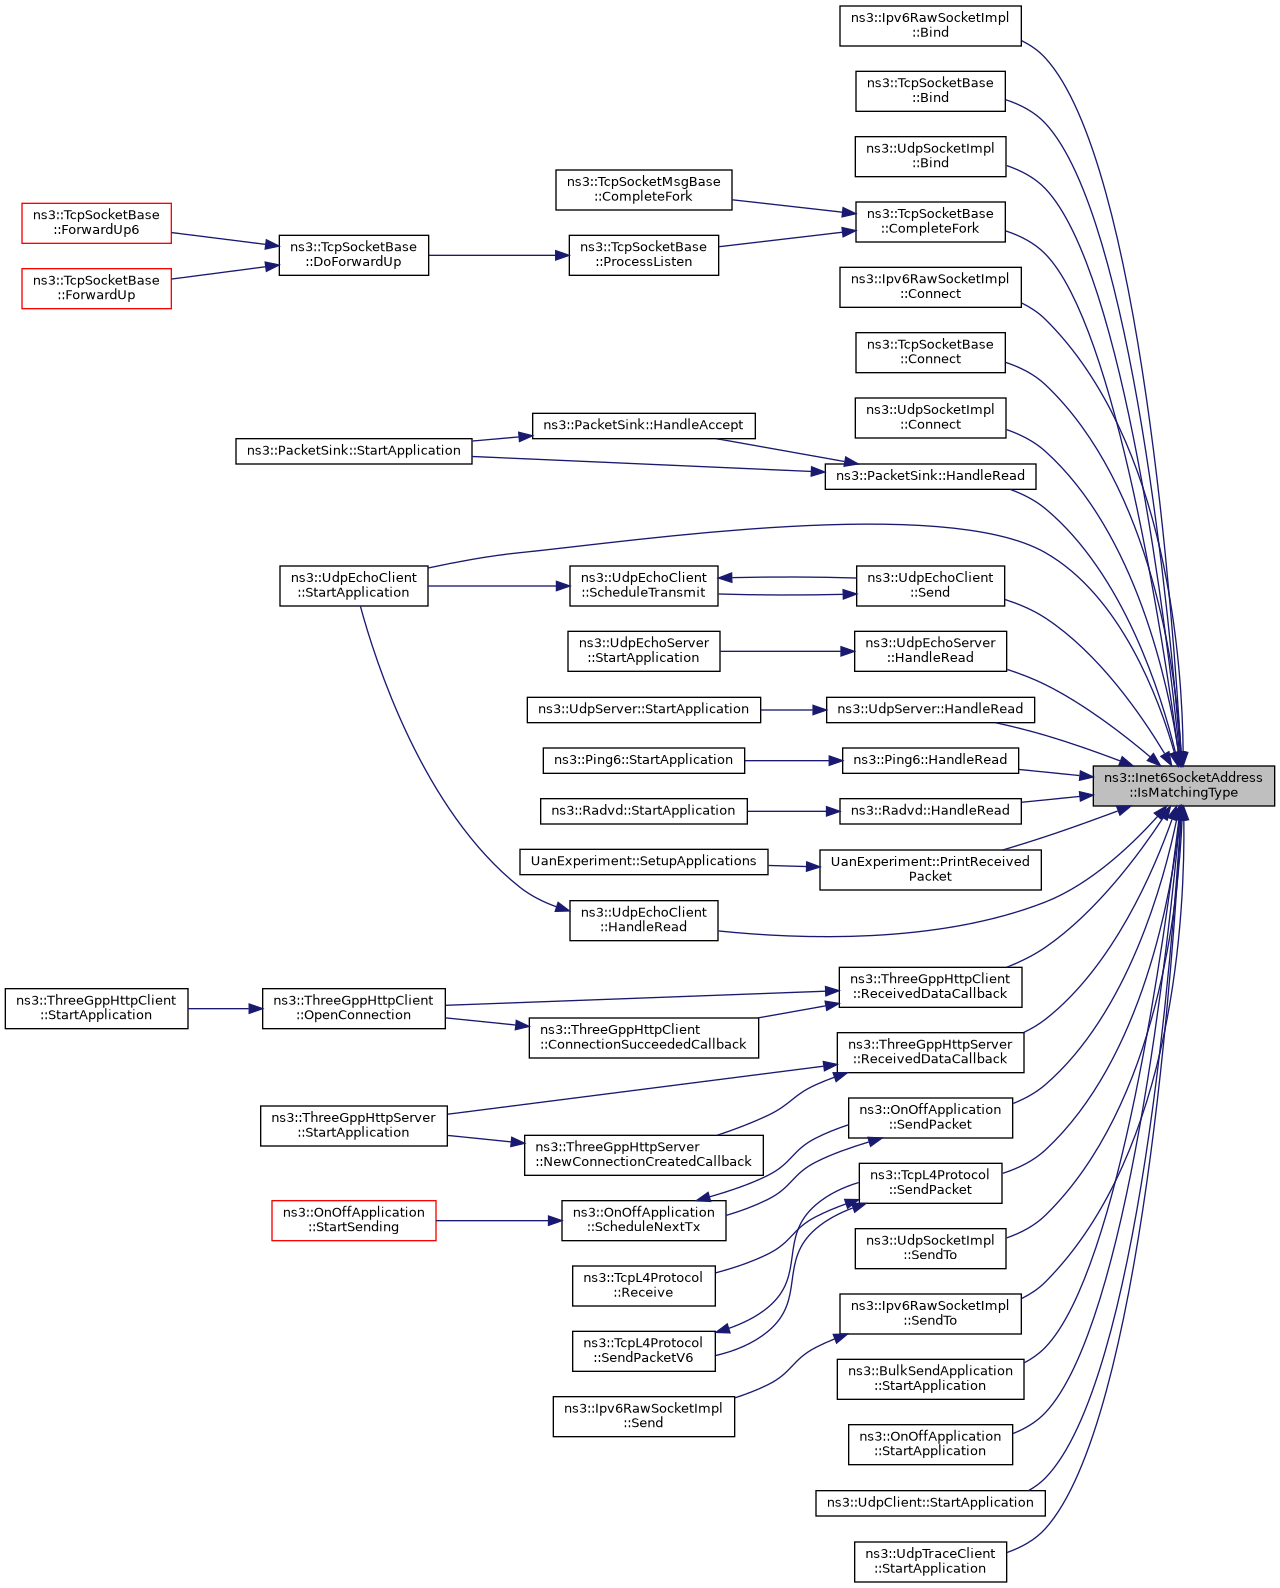 ns3::Ipv6RawSocketImpl
::Bind
ns3::TcpSocketBase
::Bind
ns3::UdpSocketImpl
::Bind
ns3::TcpSocketMsgBase
::CompleteFork
ns3::TcpSocketBase
::CompleteFork
ns3::TcpSocketBase
::ForwardUp6
ns3::TcpSocketBase
::DoForwardUp
ns3::TcpSocketBase
::ProcessListen
ns3::TcpSocketBase
::ForwardUp
ns3::Ipv6RawSocketImpl
::Connect
ns3::TcpSocketBase
::Connect
ns3::UdpSocketImpl
::Connect
ns3::PacketSink::HandleAccept
ns3::PacketSink::StartApplication
ns3::PacketSink::HandleRead
ns3::UdpEchoClient
::StartApplication
ns3::UdpEchoClient
::ScheduleTransmit
ns3::UdpEchoClient
::Send
ns3::UdpEchoServer
::StartApplication
ns3::UdpEchoServer
::HandleRead
ns3::UdpServer::StartApplication
ns3::UdpServer::HandleRead
ns3::Ping6::StartApplication
ns3::Ping6::HandleRead
ns3::Inet6SocketAddress
::IsMatchingType
ns3::Radvd::StartApplication
ns3::Radvd::HandleRead
UanExperiment::SetupApplications
UanExperiment::PrintReceived
Packet
ns3::UdpEchoClient
::HandleRead
ns3::ThreeGppHttpClient
::ReceivedDataCallback
ns3::ThreeGppHttpClient
::StartApplication
ns3::ThreeGppHttpClient
::OpenConnection
ns3::ThreeGppHttpClient
::ConnectionSucceededCallback
ns3::ThreeGppHttpServer
::ReceivedDataCallback
ns3::ThreeGppHttpServer
::StartApplication
ns3::OnOffApplication
::SendPacket
ns3::ThreeGppHttpServer
::NewConnectionCreatedCallback
ns3::TcpL4Protocol
::SendPacket
ns3::OnOffApplication
::StartSending
ns3::OnOffApplication
::ScheduleNextTx
ns3::UdpSocketImpl
::SendTo
ns3::TcpL4Protocol
::Receive
ns3::Ipv6RawSocketImpl
::SendTo
ns3::TcpL4Protocol
::SendPacketV6
ns3::BulkSendApplication
::StartApplication
ns3::Ipv6RawSocketImpl
::Send
ns3::OnOffApplication
::StartApplication
ns3::UdpClient::StartApplication
ns3::UdpTraceClient
::StartApplication